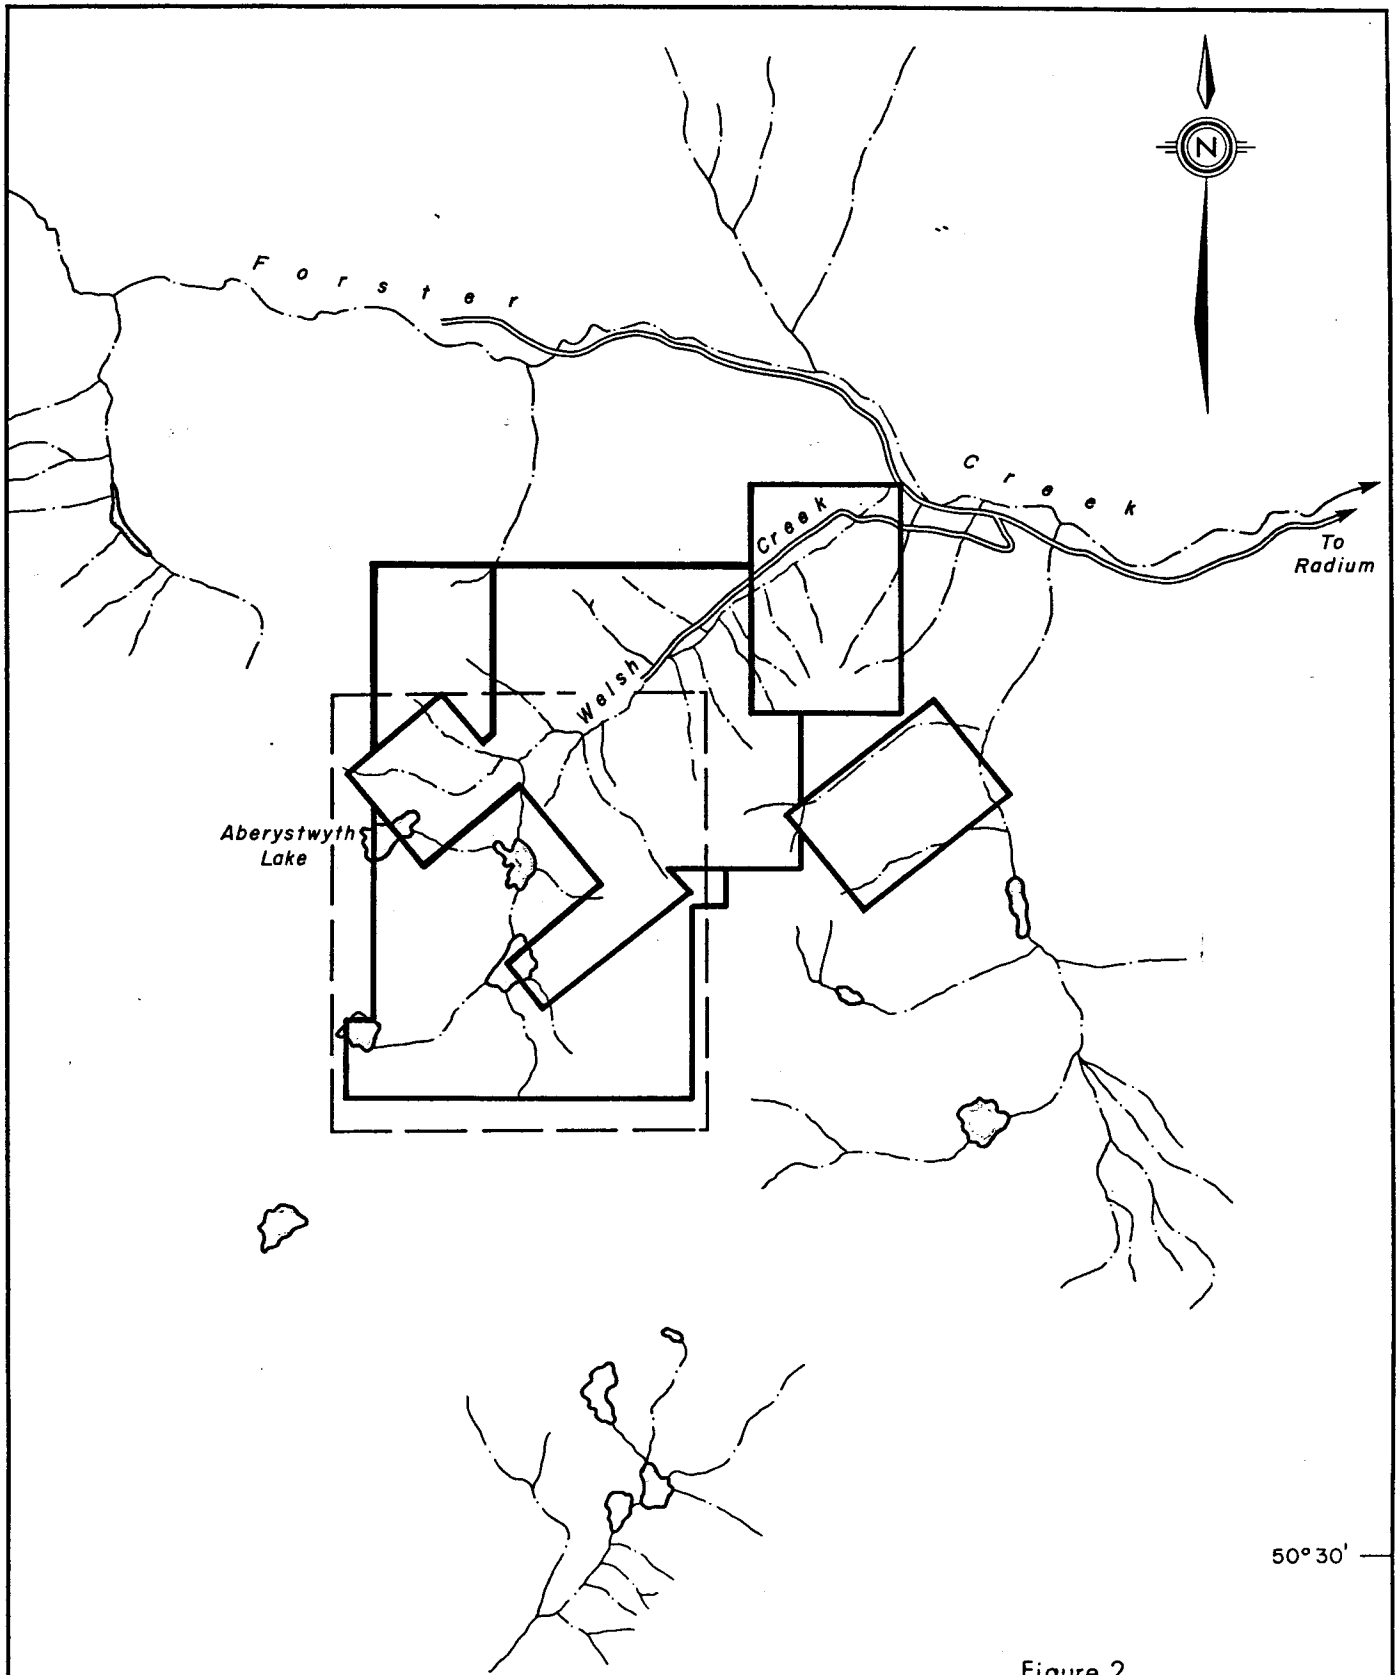 N
Forster
Creek
Creek
To
Radium
Welsh
Aberystwyth
Lake
50°30'
Figure 2